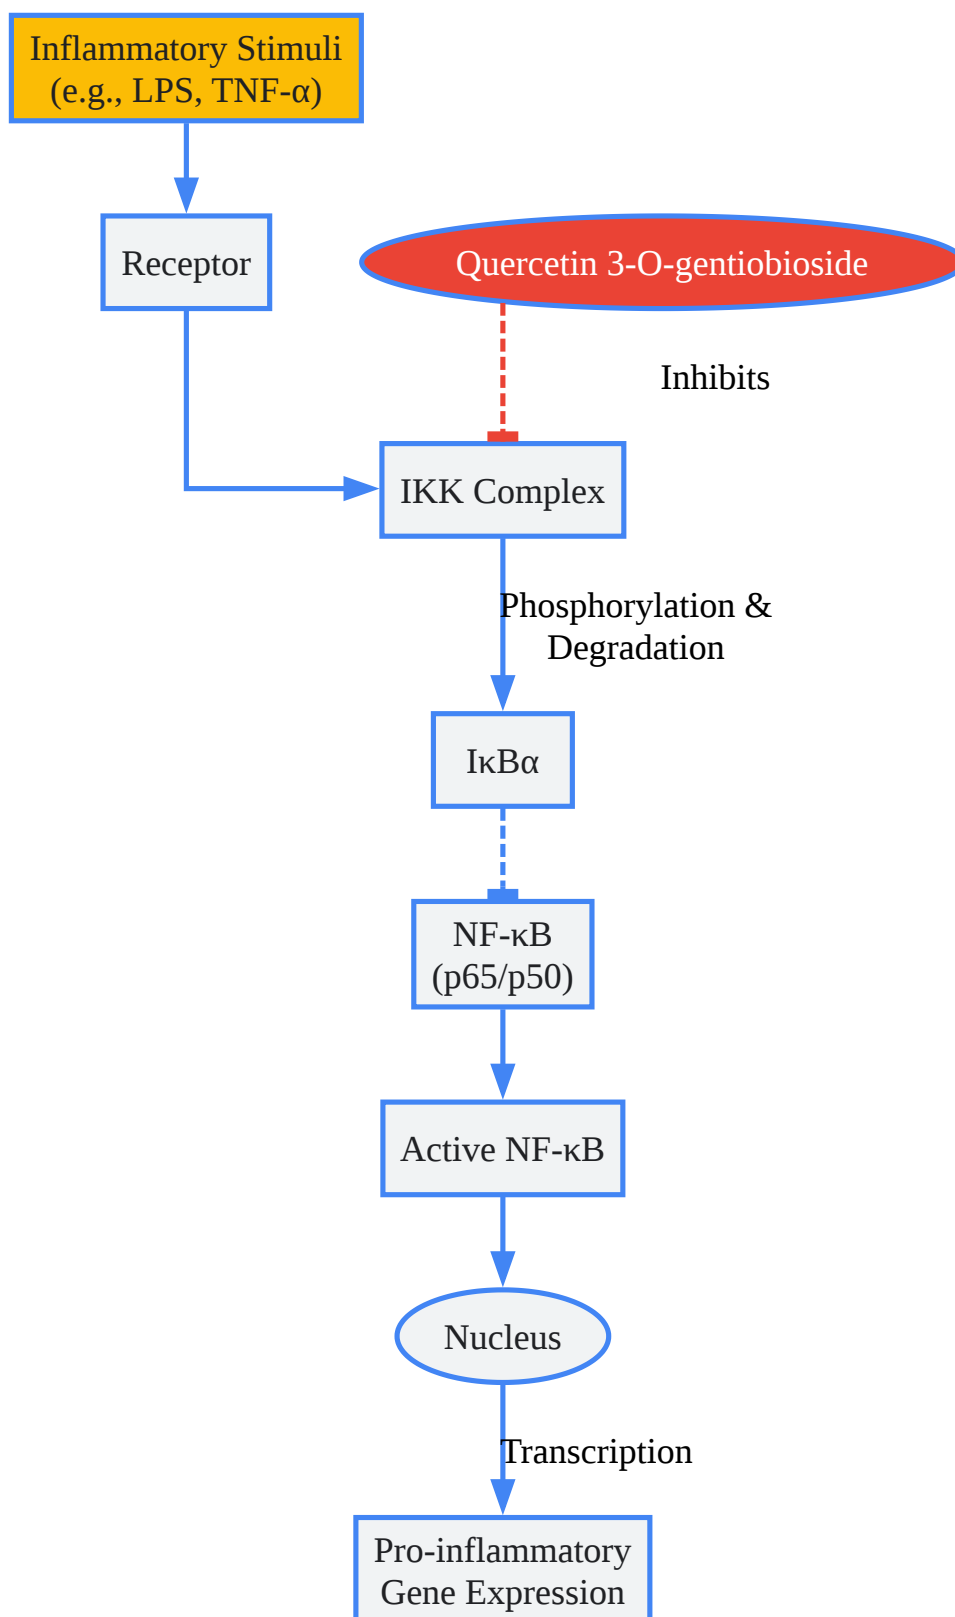 Inflammatory Stimuli
(e.g., LPS, TNF-α)
Receptor
Quercetin 3-O-gentiobioside
Inhibits
IKK Complex
Phosphorylation &
Degradation
IκBα
NF-κB
(p65/p50)
Active NF-κB
Nucleus
Transcription
Pro-inflammatory
Gene Expression